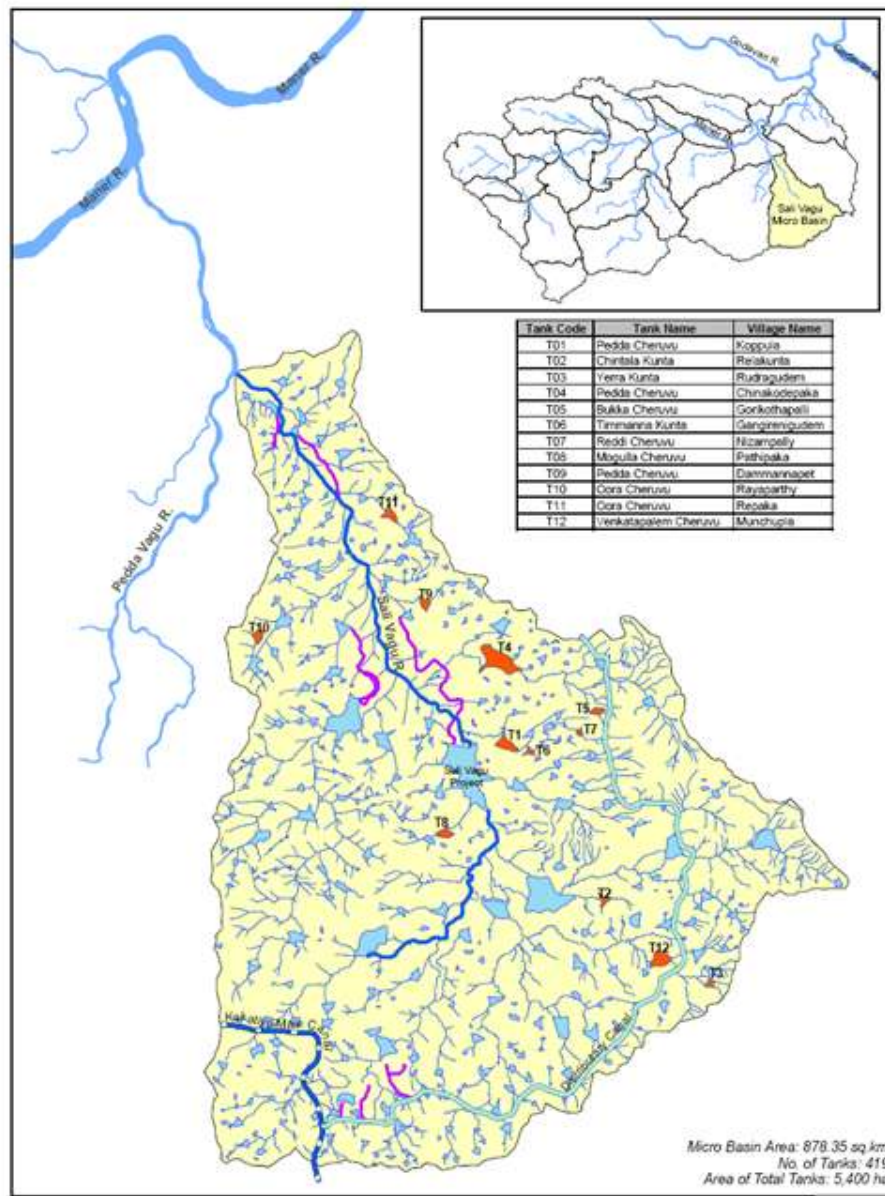 Manair R.
Manair R.
Godavari R.
Godavari R.
Manair R.
Sali Vagu
Micro Basin
Tank Code Tank Name Village Name
T01 Pedda Cheruvu Koppula
T02 Chintala Kunta Relakunta
T03 Yerra Kunta Rudragudem
T04 Pedda Cheruvu Chinakodepaka
T05 Bukka Cheruvu Gorikothapalli
T06 Timmanna Kunta Gangirenigudem
T07 Reddi Cheruvu Nizampally
T08 Mogulla Cheruvu Pathipaka
T09 Pedda Cheruvu Dammannapet
T10 Oora Cheruvu Rayaparthy
T11 Oora Cheruvu Repaka
T12 Venkatapalem Cheruvu Munchupla
T11
Pedda Vagu R.
T9
Sali Vagu R.
T10
T4
T5
T7
T1
T6
Sali Vagu
Project
T8
T2
T12
T3
Kakatiya Main Canal
Canal
Micro Basin Area: 878.35 sq.km
No. of Tanks: 419
Area of Total Tanks: 5,400 ha